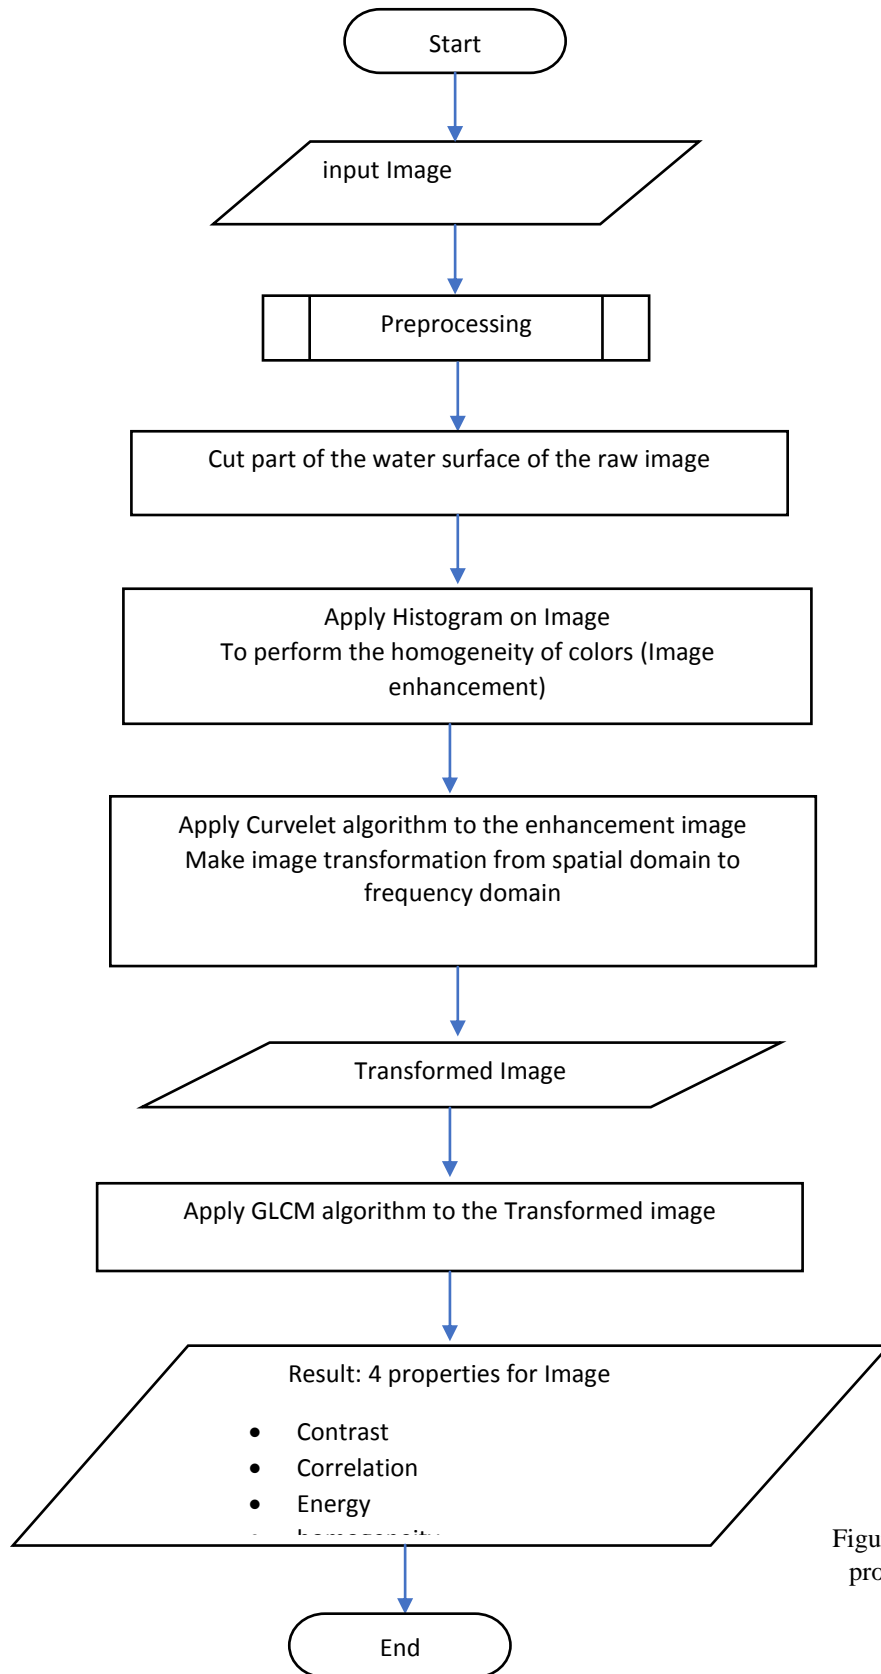 Start
input Image
Preprocessing
Cut part of the water surface of the raw image
Apply Histogram on Image
To perform the homogeneity of colors (Image
enhancement)
Apply Curvelet algorithm to the enhancement image
Make image transformation from spatial domain to
frequency domain
Transformed Image
Apply GLCM algorithm to the Transformed image
Result: 4 properties for Image
• Contrast
• Correlation
• Energy
• homogeneity
Figu
pro
End